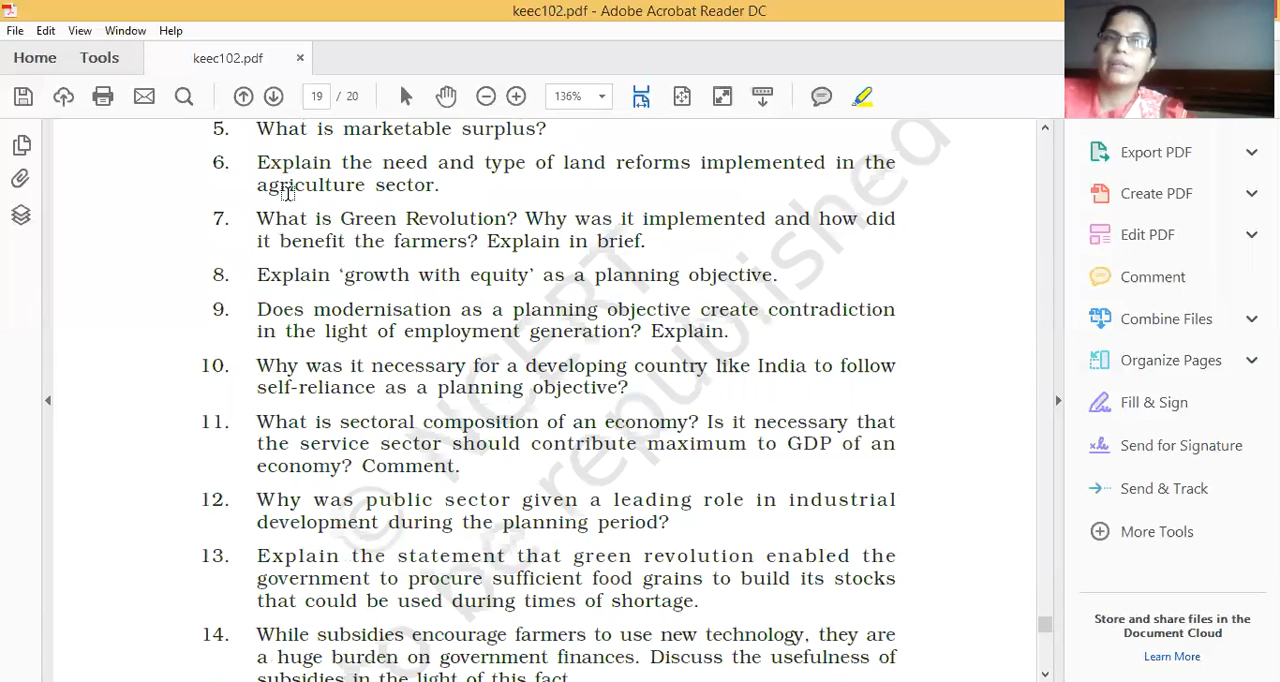 keec102.pdf - Adobe Acrobat Reader DC
File Edit View Window Help
Home Tools keec102.pdf ×
19 / 20 136%
5. What is marketable surplus?
6. Explain the need and type of land reforms implemented in the
agriculture sector.
7. What is Green Revolution? Why was it implemented and how did
it benefit the farmers? Explain in brief.
8. Explain ‘growth with equity’ as a planning objective.
9. Does modernisation as a planning objective create contradiction
in the light of employment generation? Explain.
10. Why was it necessary for a developing country like India to follow
self-reliance as a planning objective?
11. What is sectoral composition of an economy? Is it necessary that
the service sector should contribute maximum to GDP of an
economy? Comment.
12. Why was public sector given a leading role in industrial
development during the planning period?
13. Explain the statement that green revolution enabled the
government to procure sufficient food grains to build its stocks
that could be used during times of shortage.
14. While subsidies encourage farmers to use new technology, they are
a huge burden on government finances. Discuss the usefulness of
subsidies in the light of this fact.
© NCERT
to be republished
Export PDF
Create PDF
Edit PDF
Comment
Combine Files
Organize Pages
Fill & Sign
Send for Signature
Send & Track
More Tools
Store and share files in the
Document Cloud
Learn More